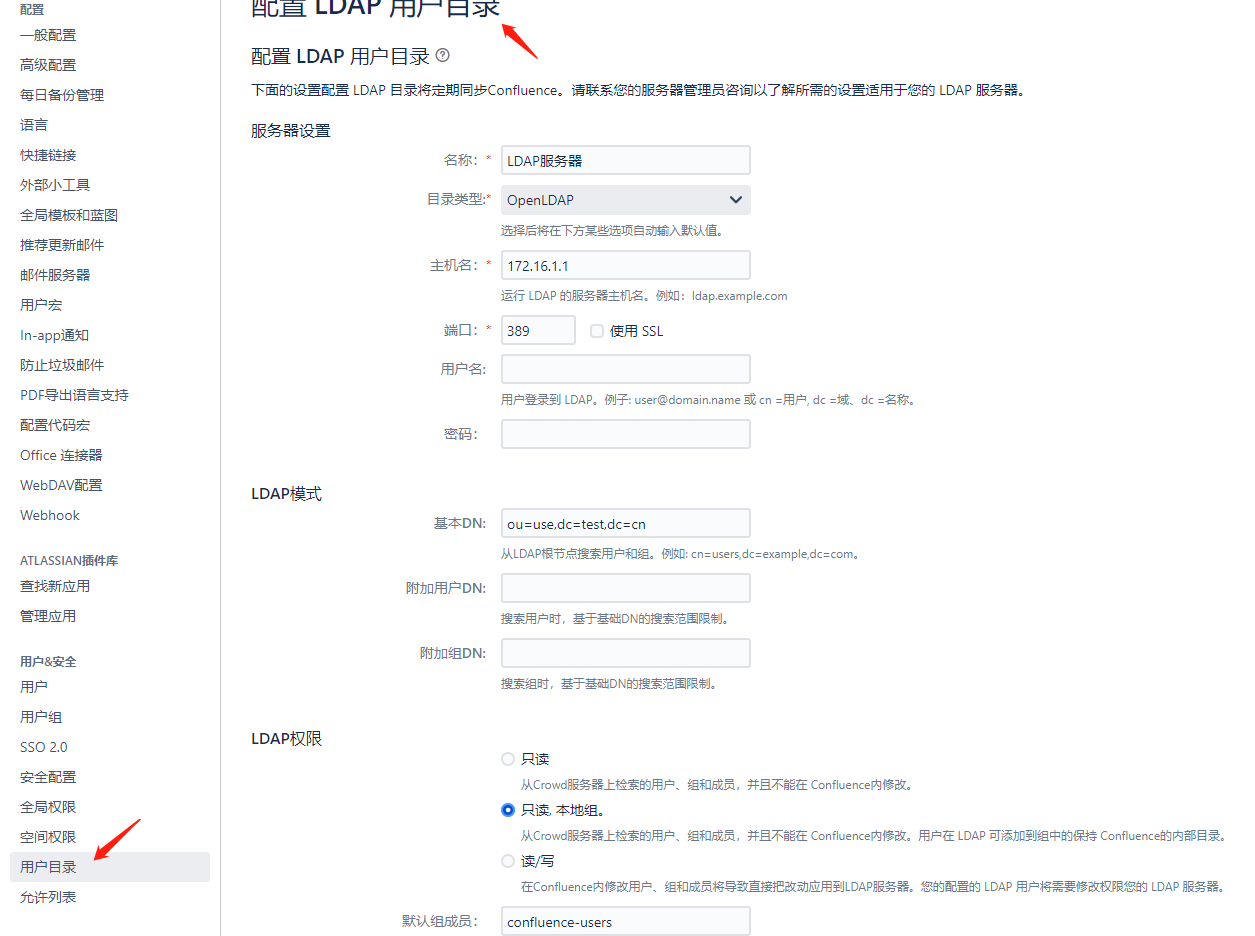 配置
一般配置
高级配置
每日备份管理
语言
快捷链接
外部小工具
全局模板和蓝图
推荐更新邮件
邮件服务器
用户宏
In-app通知
防止垃圾邮件
PDF导出语言支持
配置代码宏
Office 连接器
WebDAV配置
Webhook
ATLASSIAN插件库
查找新应用
管理应用
用户&安全
用户
用户组
SSO 2.0
安全配置
全局权限
空间权限
用户目录
允许列表
配置 LDAP 用户目录
配置 LDAP 用户目录 ?
下面的设置配置 LDAP 目录将定期同步Confluence。请联系您的服务器管理员咨询以了解所需的设置适用于您的 LDAP 服务器。
服务器设置
名称：* LDAP服务器
目录类型:* OpenLDAP
选择后将在下方某些选项自动输入默认值。
主机名：* 172.16.1.1
运行 LDAP 的服务器主机名。例如：ldap.example.com
端口：* 389 使用 SSL
用户名:
用户登录到 LDAP。例子: user@domain.name 或 cn =用户, dc =域、dc =名称。
密码：
LDAP模式
基本DN: ou=use,dc=test,dc=cn
从LDAP根节点搜索用户和组。例如: cn=users,dc=example,dc=com。
附加用户DN:
搜索用户时，基于基础DN的搜索范围限制。
附加组DN:
搜索组时，基于基础DN的搜索范围限制。
LDAP权限
只读
从Crowd服务器上检索的用户、组和成员，并且不能在 Confluence内修改。
只读, 本地组。
从Crowd服务器上检索的用户、组和成员，并且不能在 Confluence内修改。用户在 LDAP 可添加到组中的保持 Confluence的内部目录。
读/写
在Confluence内修改用户、组和成员将导致直接把改动应用到LDAP服务器。您的配置的 LDAP 用户将需要修改权限您的 LDAP 服务器。
默认组成员： confluence-users